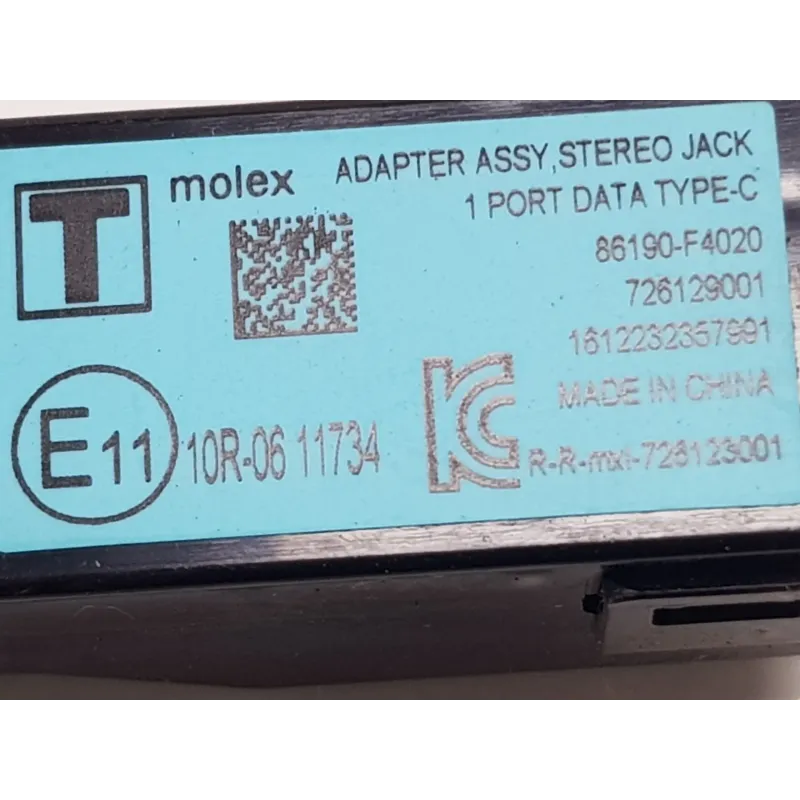 T
molex
ADAPTER ASSY, STEREO JACK
1 PORT DATA TYPE-C
86190-F4020
726129001
1612232357991
MADE IN CHINA
E11
10R-06 11734
KC
R-R-mxl-726123001